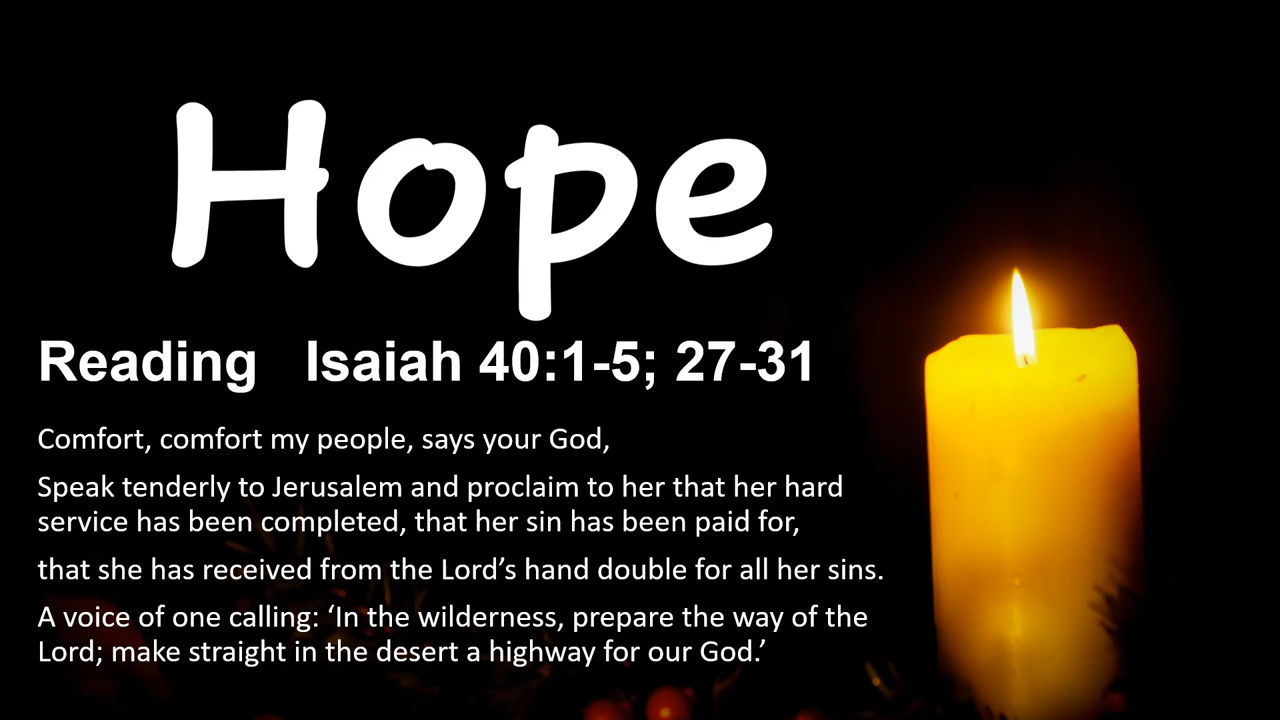 Hope
Reading   Isaiah 40:1-5; 27-31
Comfort, comfort my people, says your God,
Speak tenderly to Jerusalem and proclaim to her that her hard
service has been completed, that her sin has been paid for,
that she has received from the Lord’s hand double for all her sins.
A voice of one calling: ‘In the wilderness, prepare the way of the
Lord; make straight in the desert a highway for our God.’